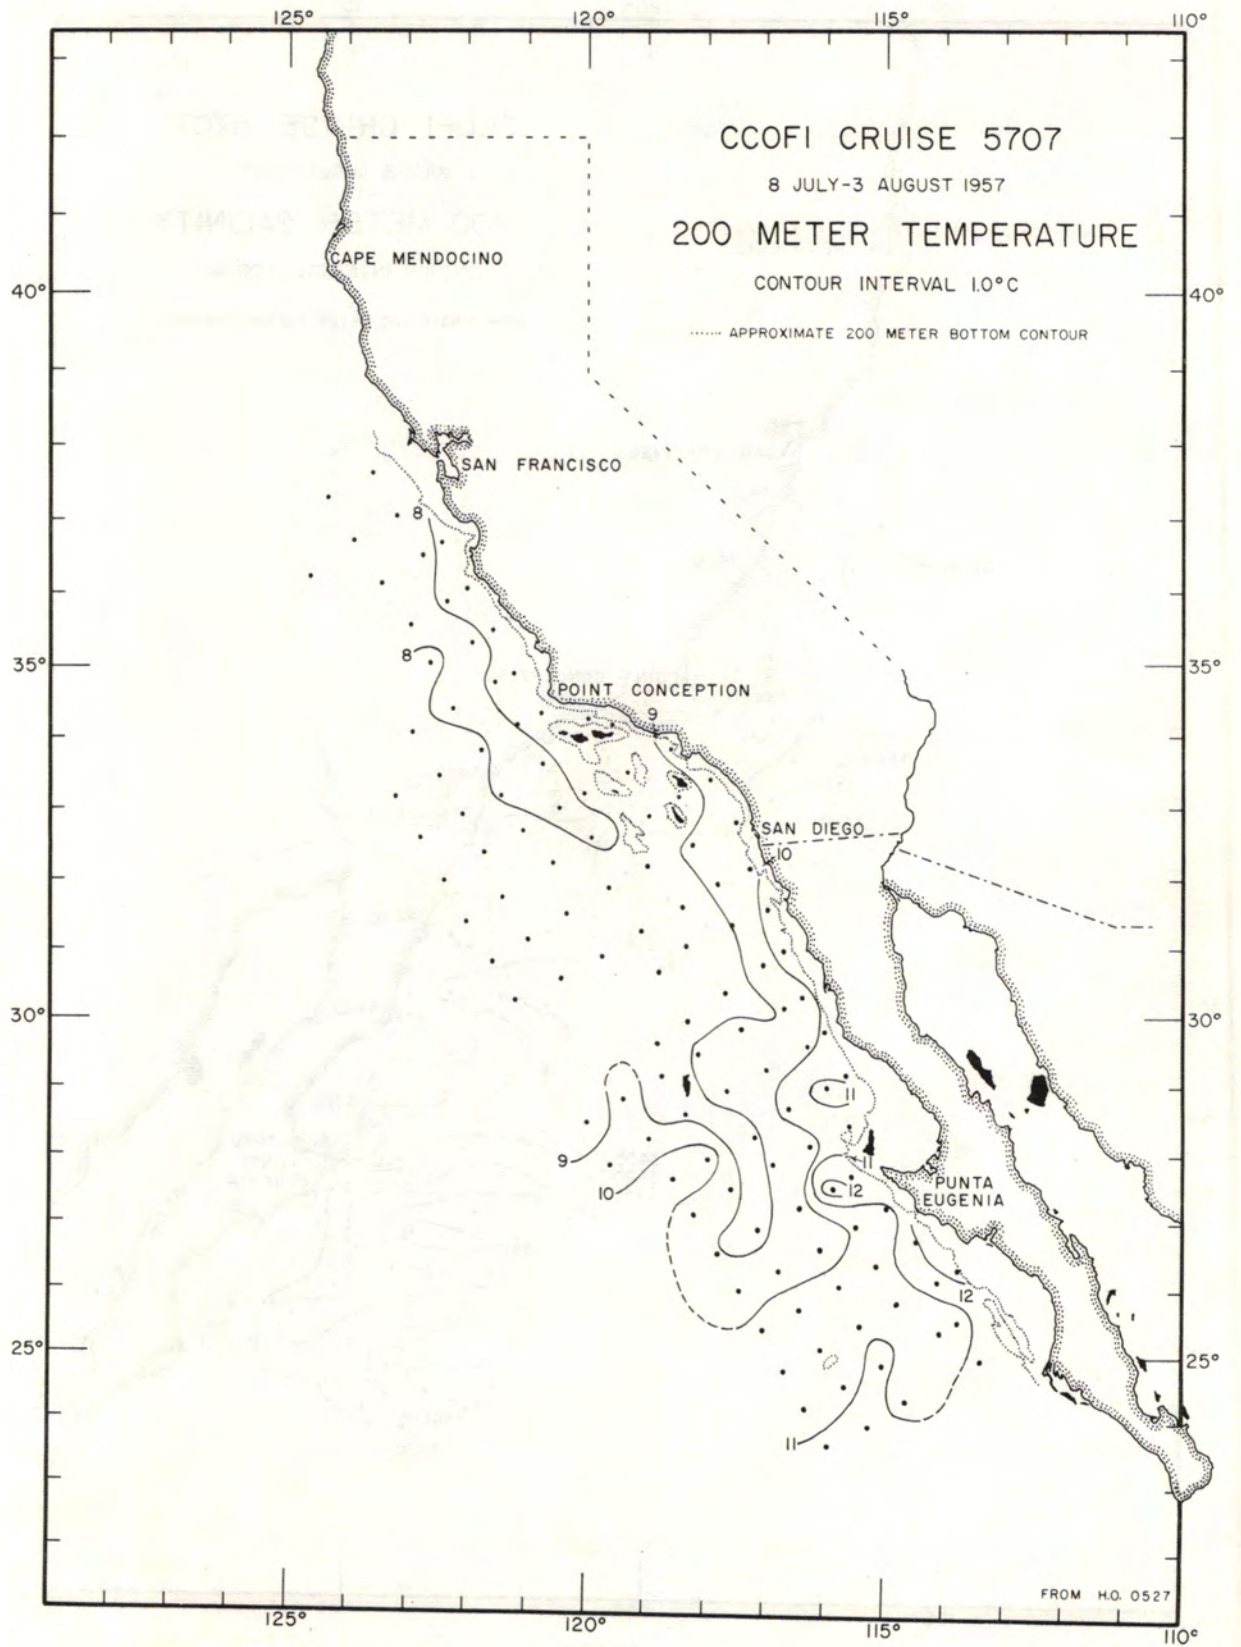 125°
120°
115°
110°
CCOFI CRUISE 5707
8 JULY-3 AUGUST 1957
200 METER TEMPERATURE
CONTOUR INTERVAL 1.0°C
...... APPROXIMATE 200 METER BOTTOM CONTOUR
CAPE MENDOCINO
40°
40°
SAN FRANCISCO
8
8
35°
35°
POINT CONCEPTION
9
SAN DIEGO
10
30°
30°
11
11
9
10
12
PUNTA
EUGENIA
12
25°
25°
11
FROM H.O. 0527
125°
120°
115°
110°